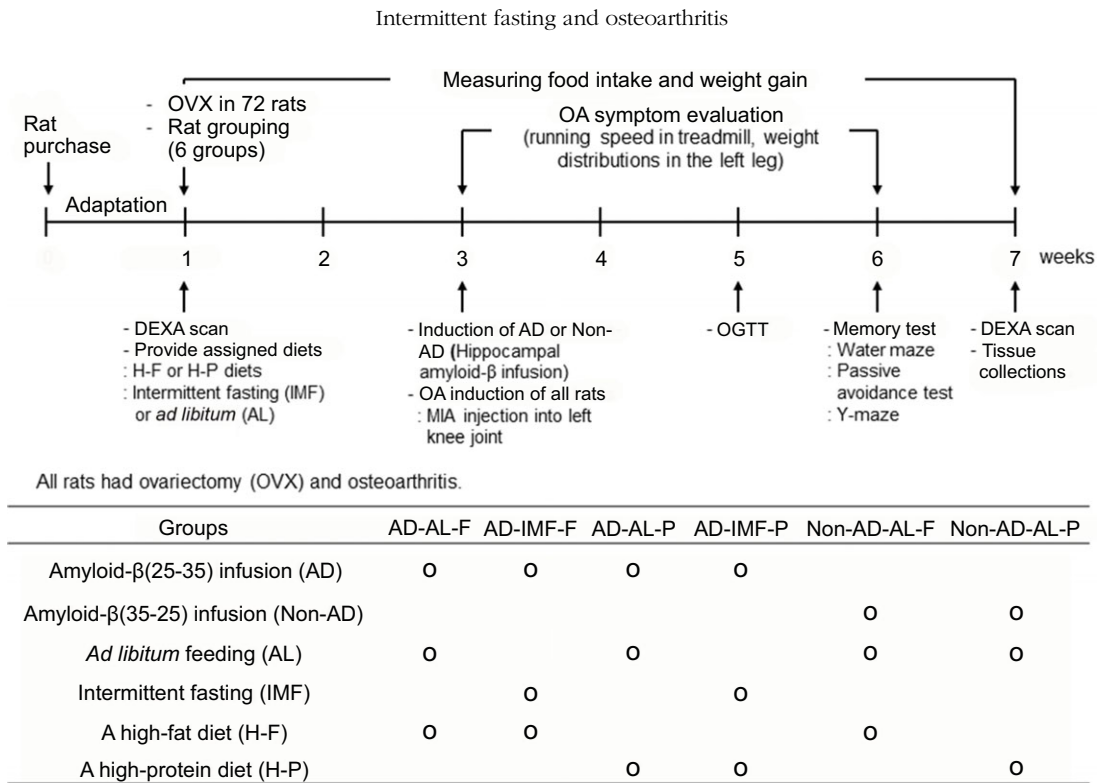 Intermittent fasting and osteoarthritis
Measuring food intake and weight gain
- OVX in 72 rats
- Rat grouping
(6 groups)
Rat
purchase
OA symptom evaluation
(running speed in treadmill, weight
distributions in the left leg)
Adaptation
0 1 2 3 4 5 6 7 weeks
- DEXA scan
- Provide assigned diets
: H-F or H-P diets
: Intermittent fasting (IMF)
or ad libitum (AL)
- Induction of AD or Non-
AD (Hippocampal
amyloid-β infusion)
- OA induction of all rats
: MIA injection into left
knee joint
- OGTT
- Memory test
: Water maze
: Passive
avoidance test
: Y-maze
- DEXA scan
- Tissue
collections
All rats had ovariectomy (OVX) and osteoarthritis.
Groups AD-AL-F AD-IMF-F AD-AL-P AD-IMF-P Non-AD-AL-F Non-AD-AL-P
Amyloid-β(25-35) infusion (AD) o o o o
Amyloid-β(35-25) infusion (Non-AD) o o
Ad libitum feeding (AL) o o o o
Intermittent fasting (IMF) o o
A high-fat diet (H-F) o o o
A high-protein diet (H-P) o o o